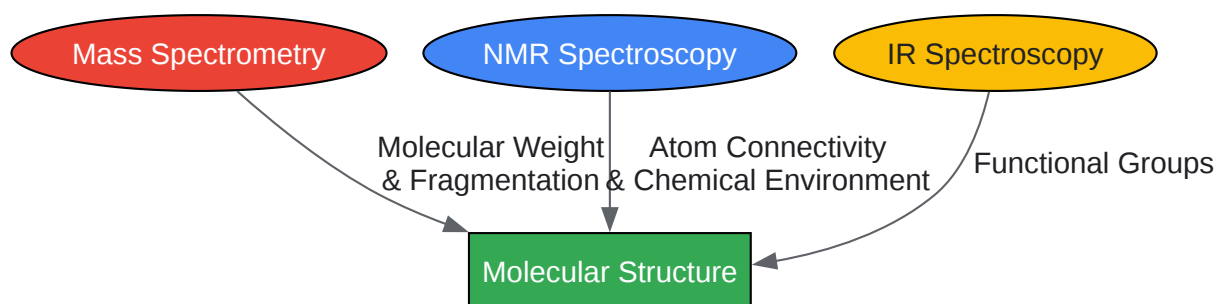 Mass Spectrometry
NMR Spectroscopy
IR Spectroscopy
Molecular Weight
& Fragmentation
Atom Connectivity
& Chemical Environment
Functional Groups
Molecular Structure